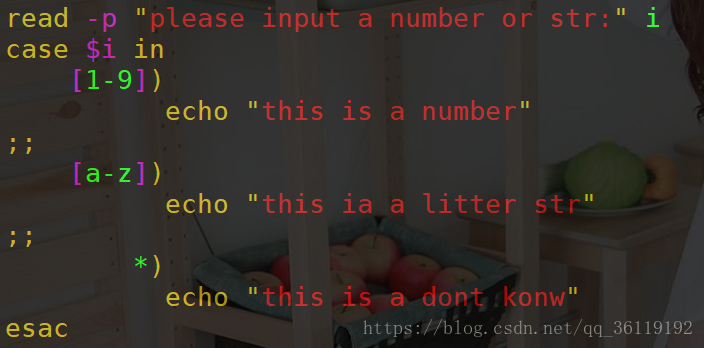 read -p "please input a number or str:" i
case $i in
    [1-9])
          echo "this is a number"
;;
    [a-z])
          echo "this ia a litter str"
;;
        *)
          echo "this is a dont konw"
esac
https://blog.csdn.net/qq_36119192